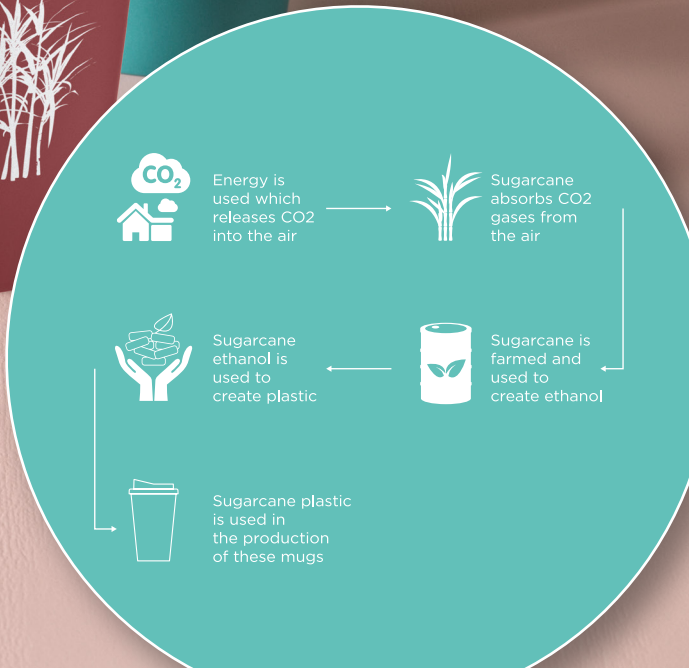 CO2
Energy is
used which
releases CO2
into the air
Sugarcane
absorbs CO2
gases from
the air
Sugarcane is
farmed and
used to
create ethanol
Sugarcane
ethanol is
used to
create plastic
Sugarcane plastic
is used in
the production
of these mugs